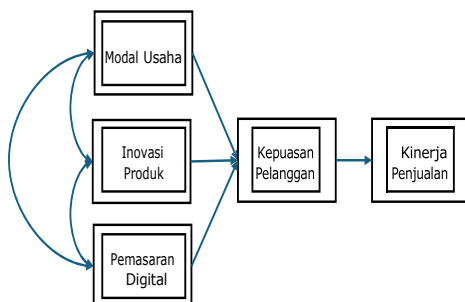 Modal Usaha
Inovasi
Produk
Kepuasan
Pelanggan
Kinerja
Penjualan
Pemasaran
Digital